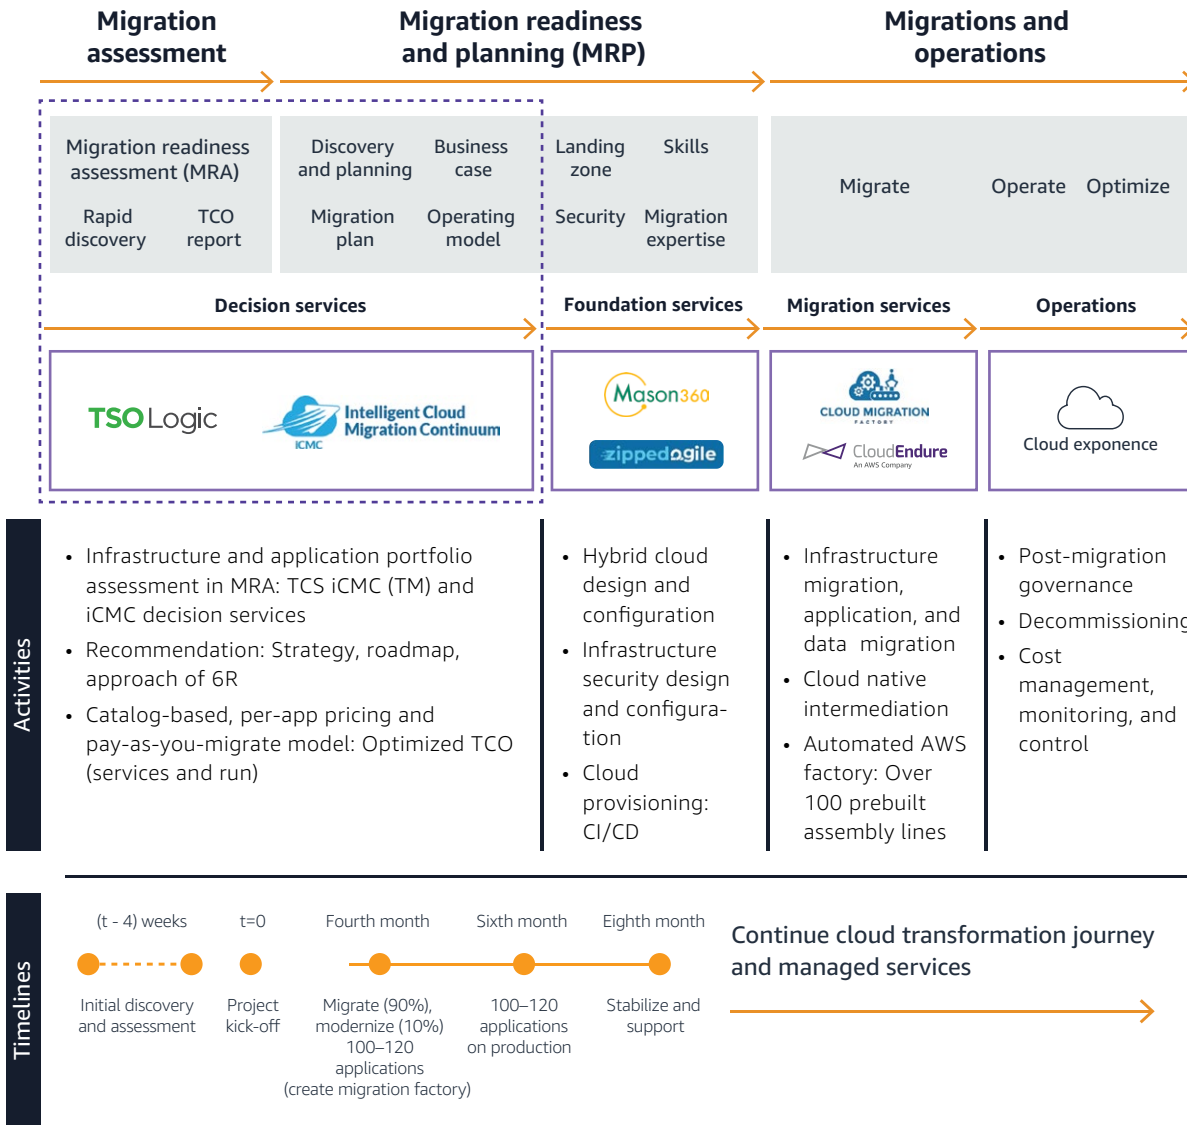 Migration
assessment
Migration readiness
and planning (MRP)
Migrations and
operations
Migration readiness
assessment (MRA)
Rapid
discovery
TCO
report
Discovery
and planning
Business
case
Migration
plan
Operating
model
Landing
zone
Skills
Security
Migration
expertise
Migrate
Operate
Optimize
Decision services
Foundation services
Migration services
Operations
TSO Logic
iCMC
Intelligent Cloud
Migration Continuum
Mason360
zippedagile
CLOUD MIGRATION
FACTORY
CloudEndure
An AWS Company
Cloud exponence
Activities
• Infrastructure and application portfolio
assessment in MRA: TCS iCMC (TM) and
iKMC decision services
• Recommendation: Strategy, roadmap,
approach of 6R
• Catalog-based, per-app pricing and
pay-as-you-migrate model: Optimized TCO
(services and run)
• Hybrid cloud
design and
configuration
• Infrastructure
security design
and configura-
tion
• Cloud
provisioning:
CI/CD
• Infrastructure
migration,
application, and
data migration
• Cloud native
intermediation
• Automated AWS
factory: Over
100 prebuilt
assembly lines
• Post-migration
governance
• Decommissioning
• Cost
management,
monitoring, and
control
Timelines
(t - 4) weeks
Initial discovery
and assessment
t=0
Project
kick-off
Fourth month
Migrate (90%),
modernize (10%)
100–120
applications
(create migration factory)
Sixth month
100–120
applications
on production
Eighth month
Stabilize and
support
Continue cloud transformation journey
and managed services